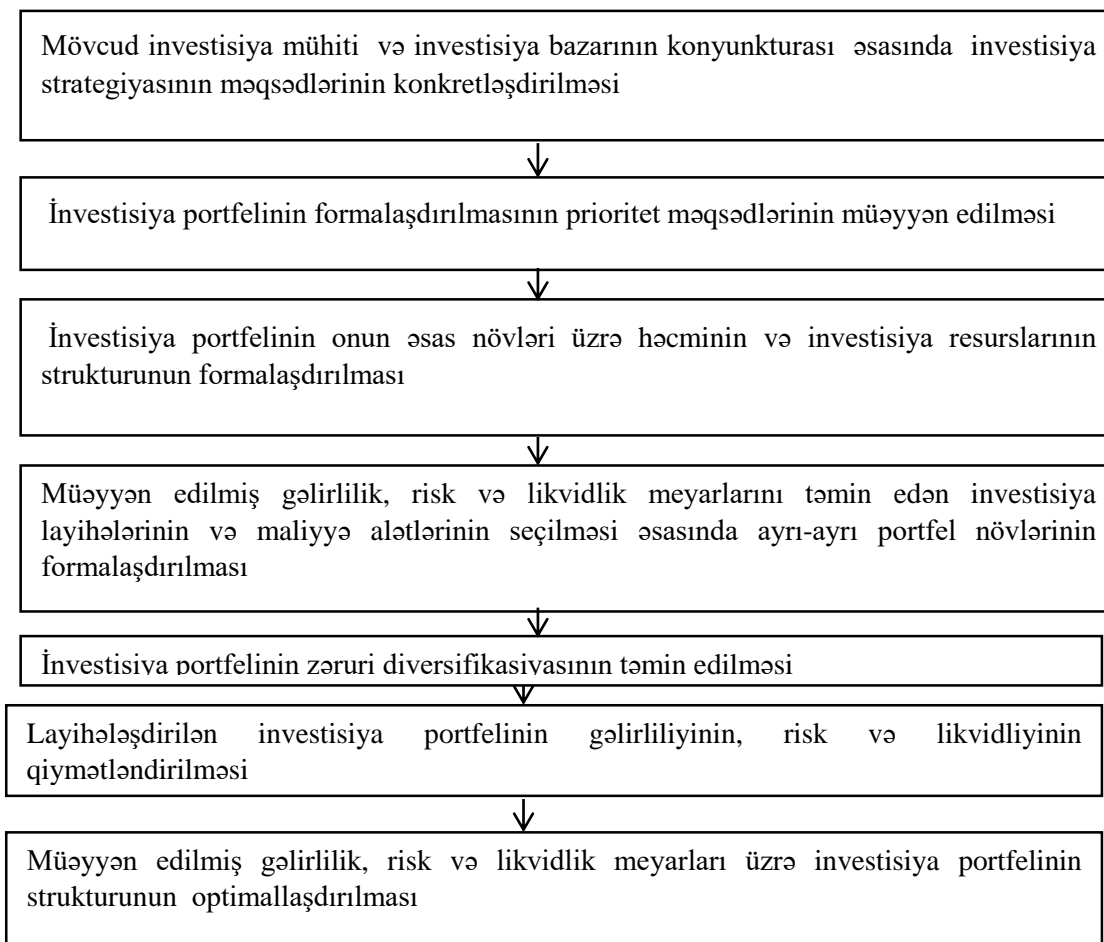 Mövcud investisiya mühiti və investisiya bazarının konyunkturası əsasında investisiya
strategiyasının məqsədlərinin konkretləşdirilməsi
İnvestisiya portfelinin formalaşdırılmasının prioritet məqsədlərinin müəyyən edilməsi
İnvestisiya portfelinin onun əsas növləri üzrə həcminin və investisiya resurslarının
strukturunun formalaşdırılması
Müəyyən edilmiş gəlirlilik, risk və likvidlik meyarlarını təmin edən investisiya
layihələrinin və maliyyə alətlərinin seçilməsi əsasında ayrı-ayrı portfel növlərinin
formalaşdırılması
İnvestisiya portfelinin zəruri diversifikasiyasının təmin edilməsi
Layihələşdirilən investisiya portfelinin gəlirliliyinin, risk və likvidliyinin
qiymətləndirilməsi
Müəyyən edilmiş gəlirlilik, risk və likvidlik meyarları üzrə investisiya portfelinin
strukturunun optimallaşdırılması